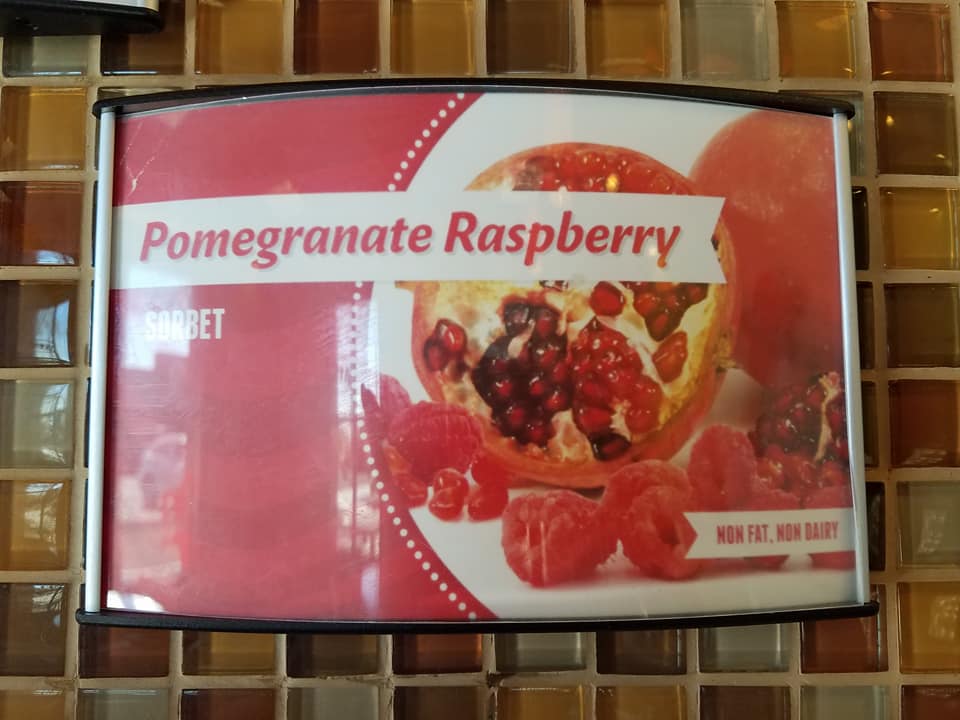 Pomegranate Raspberry
SORBET
NON FAT, NON DAIRY